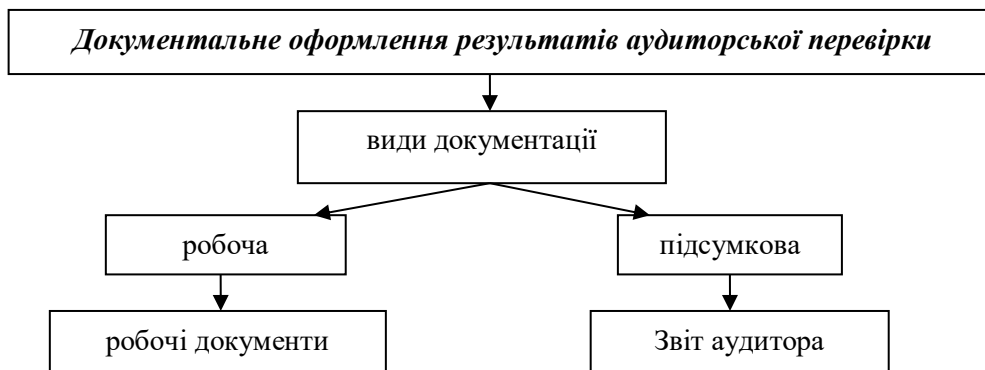 Документальне оформлення результатів аудиторської перевірки
види документації
робоча
підсумкова
робочі документи
Звіт аудитора